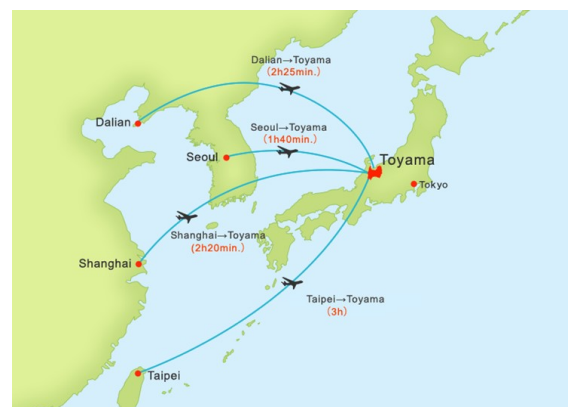 Dalian→Toyama
(2h25min.)
Dalian
Seoul→Toyama
(1h40min.)
Seoul
Toyama
Tokyo
Shanghai→Toyama
(2h20min.)
Shanghai
Taipei→Toyama
(3h)
Taipei